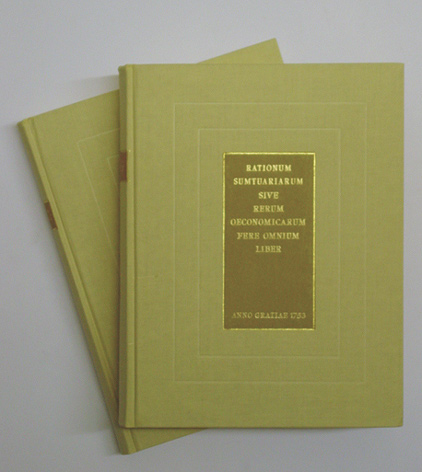 RATIONUM
SUMTUARIARUM
SIVE
RERUM
OECONOMICARUM
FERE OMNIUM
LIBER
ANNO GRATIAE 1753